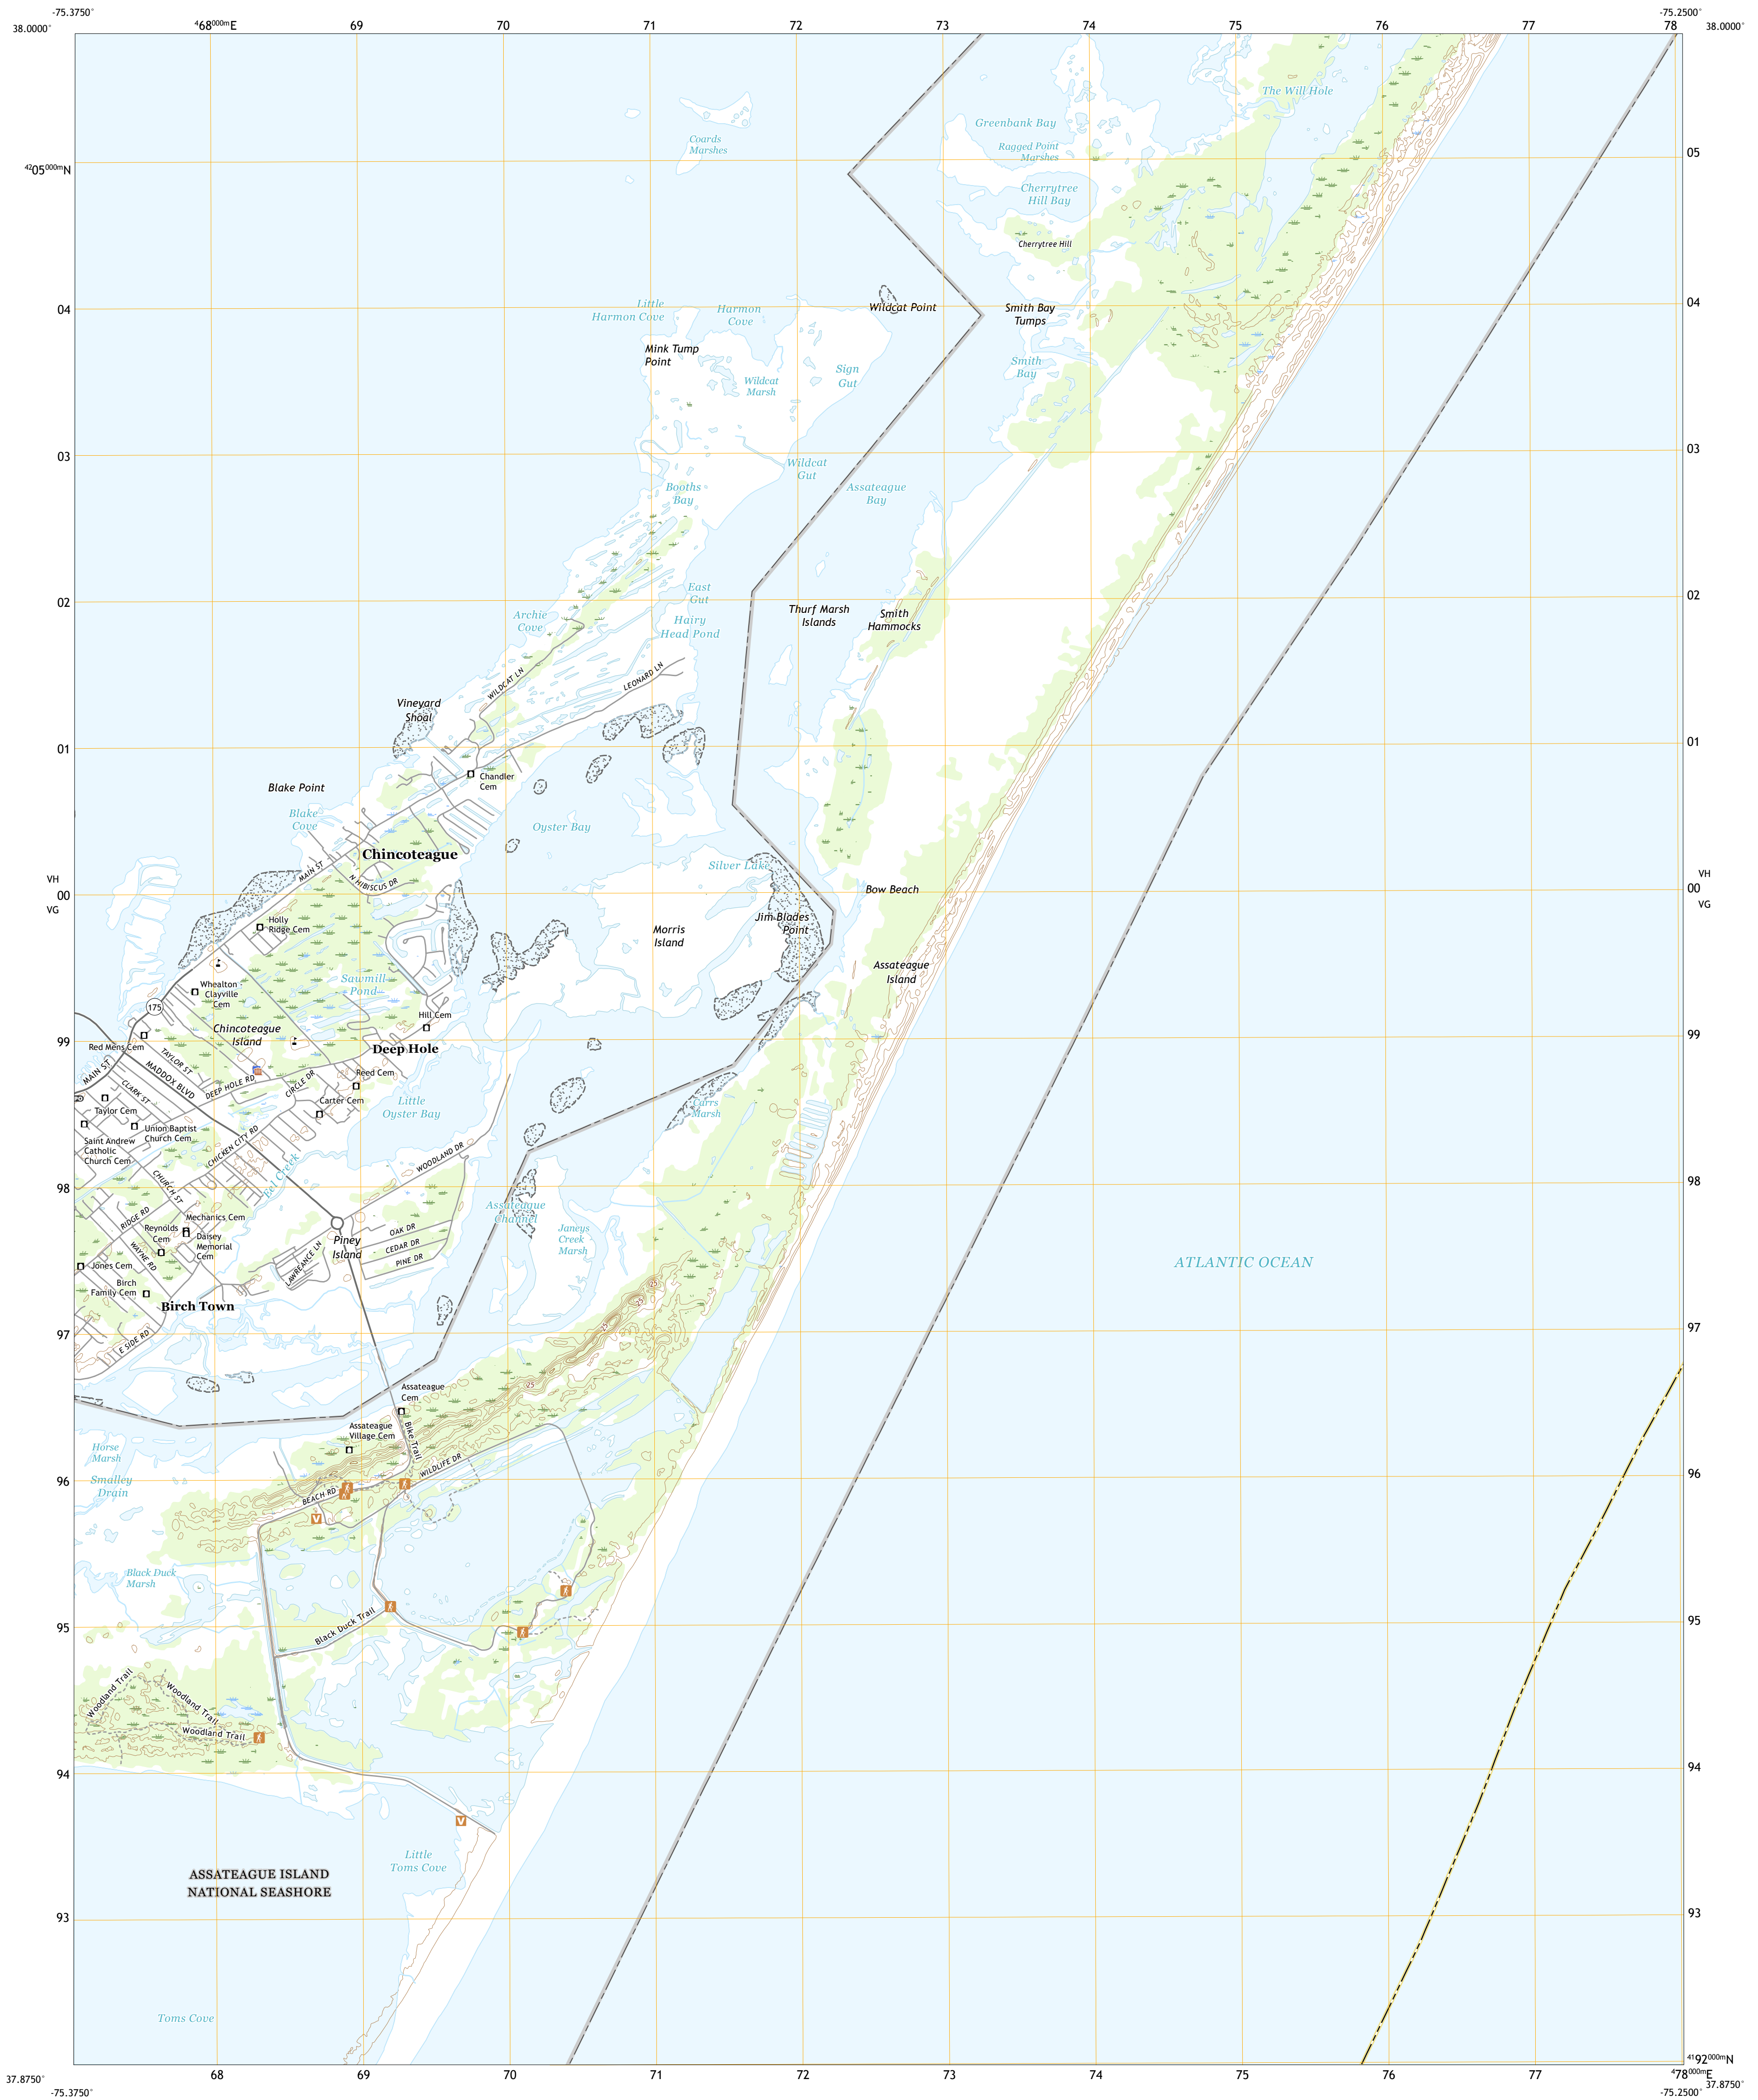 -75.3750°
-75.2500°
38.0000°
⁴68⁰⁰⁰ᵐE
69
70
71
72
73
74
75
76
77
78
38.0000°
The Will Hole
Greenbank Bay
Coards
Marshes
Ragged Point
Marshes
05
⁴²05⁰⁰⁰ᵐN
Cherrytree
Hill Bay
Cherrytree Hill
04
04
Little
Harmon Cove
Harmon
Cove
Wildcat Point
Smith Bay
Tumps
Mink Tump
Point
Wildcat
Marsh
Sign
Gut
Smith
Bay
03
03
Wildcat
Gut
Booths
Bay
Assateague
Bay
02
02
East
Gut
Archie
Cove
Hairy
Head Pond
Thurf Marsh
Islands
Smith
Hammocks
WILDCAT LN
LEONARD LN
Vineyard
Shoal
01
01
Chandler
Cem
Blake Point
Blake
Cove
Oyster Bay
Chincoteague
Silver Lake
MAIN ST
N HIBISCUS DR
VH
00
VG
VH
00
VG
Bow Beach
Holly
Ridge Cem
Jim Blades
Point
Morris
Island
Assateague
Island
Sawmill
Pond
Whealton
Clayville
Cem
175
Hill Cem
Chincoteague
Island
99
99
Red Mens Cem
Deep Hole
TAYLOR ST
MAIN ST
MADDOX BLVD
DEEP HOLE RD
CIRCLE DR
Reed Cem
CLARK ST
Carter Cem
Little
Oyster Bay
Carrs
Marsh
Taylor Cem
Union Baptist
Church Cem
Saint Andrew
Catholic
Church Cem
CHICKEN CITY RD
WOODLAND DR
Eel Creek
CHURCH ST
98
98
Assateague
Channel
RIDGE RD
Mechanics Cem
Reynolds
Cem
Daisey
Memorial
Cem
WAYNE RD
OAK DR
CEDAR DR
PINE DR
Piney
Island
LAWREANCE LN
Janeys
Creek
Marsh
ATLANTIC OCEAN
Jones Cem
Birch
Family Cem
Birch Town
25
25
25
E SIDE RD
97
97
25
Assateague
Cem
Assateague
Village Cem
Bike Trail
Horse
Marsh
Smalley
Drain
96
96
WILDLIFE DR
BEACH RD
Black Duck
Marsh
95
95
Black Duck Trail
Woodland Trail
Woodland Trail
Woodland Trail
94
94
Little
Toms Cove
ASSATEAGUE ISLAND
NATIONAL SEASHORE
93
93
Toms Cove
⁴¹92⁰⁰⁰ᵐN
37.8750°
68
69
70
71
72
73
74
75
76
77
⁴78⁰⁰⁰ᵐE
37.8750°
-75.3750°
-75.2500°